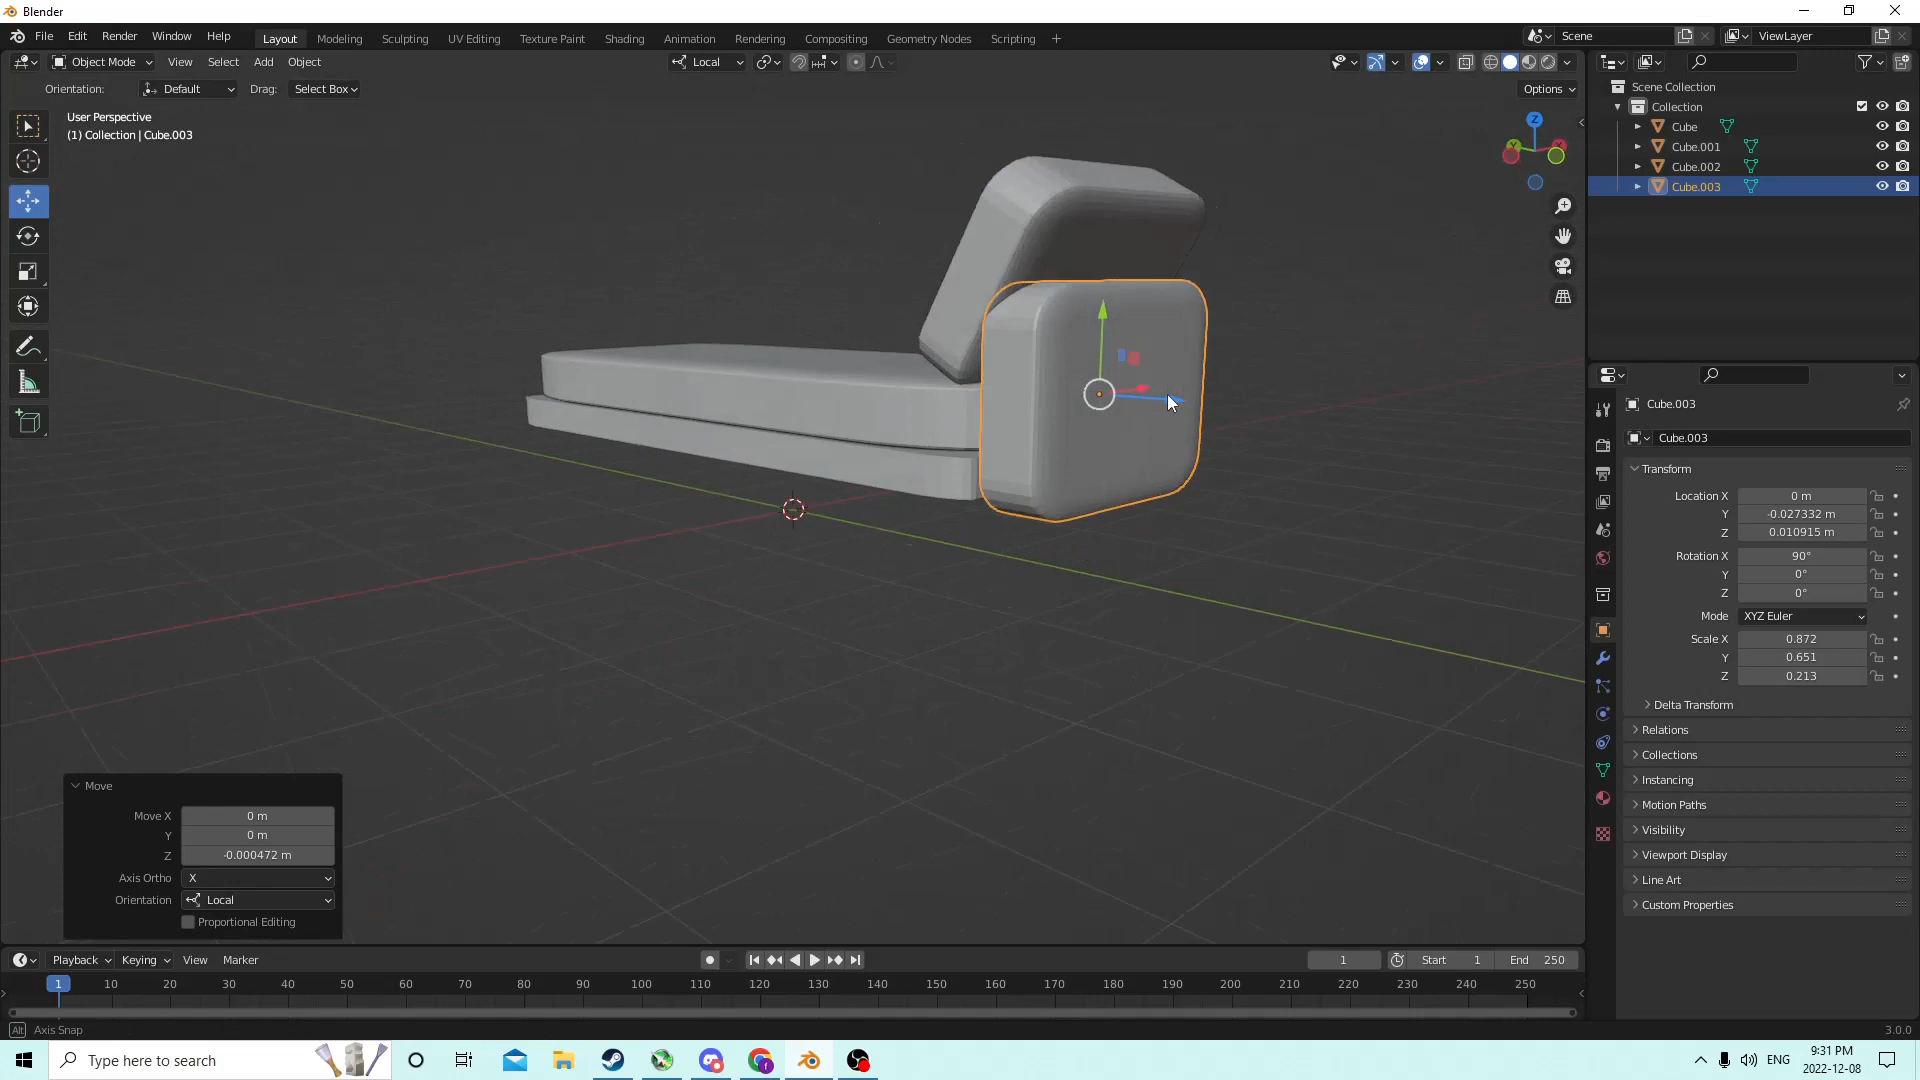 Blender
File Edit Render Window Help
Layout Modeling Sculpting UV Editing Texture Paint Shading Animation Rendering Compositing Geometry Nodes Scripting +
Scene
ViewLayer
Object Mode View Select Add Object
Local
Orientation: Default Drag: Select Box
Options
User Perspective
(1) Collection | Cube.003
Z
Scene Collection
Collection
Cube
Cube.001
Cube.002
Cube.003
Cube.003
Cube.003
Transform
Location X 0 m
Y -0.027332 m
Z 0.010915 m
Rotation X 90°
Y 0°
Z 0°
Mode XYZ Euler
Scale X 0.872
Y 0.651
Z 0.213
Delta Transform
Relations
Collections
Instancing
Motion Paths
Visibility
Viewport Display
Line Art
Custom Properties
Move
Move X 0 m
Y 0 m
Z -0.000472 m
Axis Ortho X
Orientation Local
Proportional Editing
Playback Keying View Marker
1 Start 1 End 250
1 10 20 30 40 50 60 70 80 90 100 110 120 130 140 150 160 170 180 190 200 210 220 230 240 250
Alt Axis Snap
3.0.0
Type here to search
ENG
9:31 PM
2022-12-08